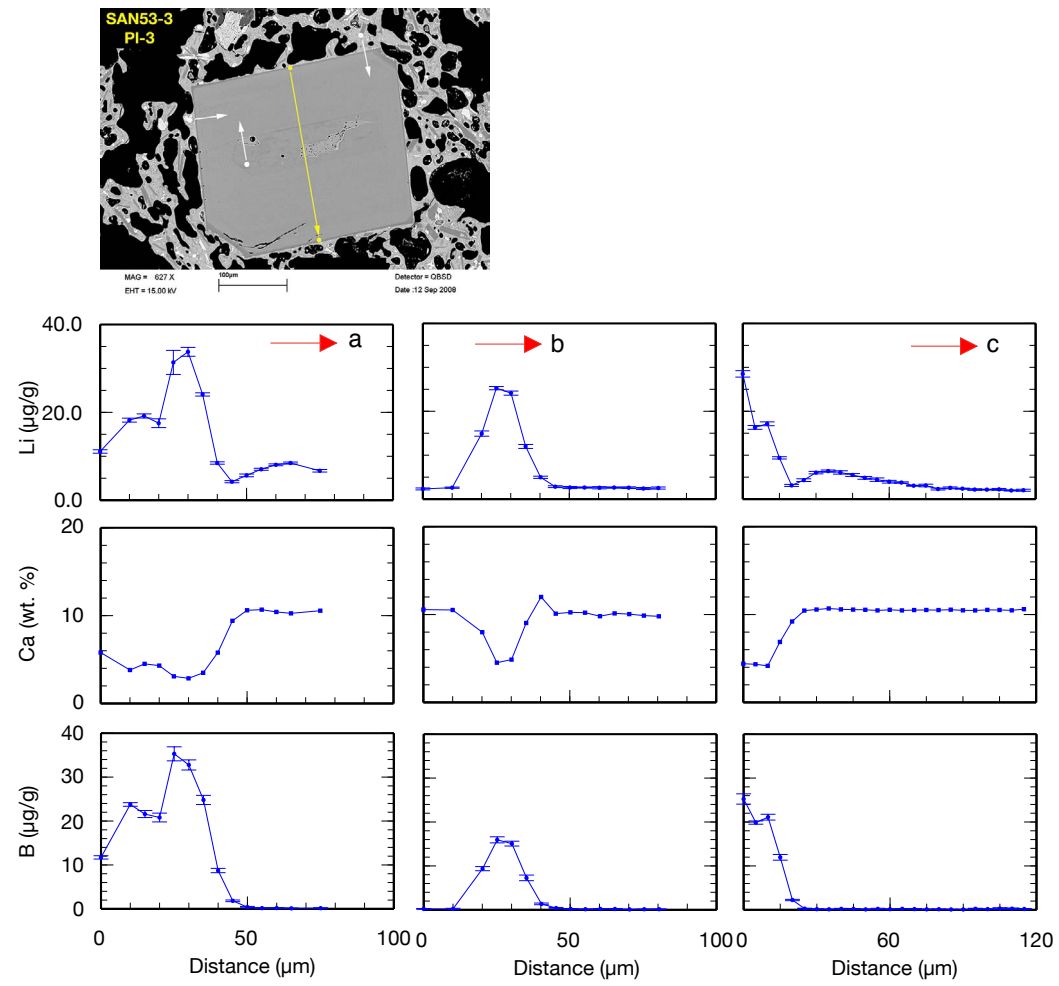 SAN53-3
PI-3
MAG = 627 X
100µm
Detector = QBSD
EHT = 15.00 kV
Date :12 Sep 2008
40.0
20.0
0.0
Li (µg/g)
a
b
c
20
10
0
Ca (wt. %)
40
30
20
10
0
B (µg/g)
0
50
100
0
50
100
0
60
120
Distance (µm)
Distance (µm)
Distance (µm)